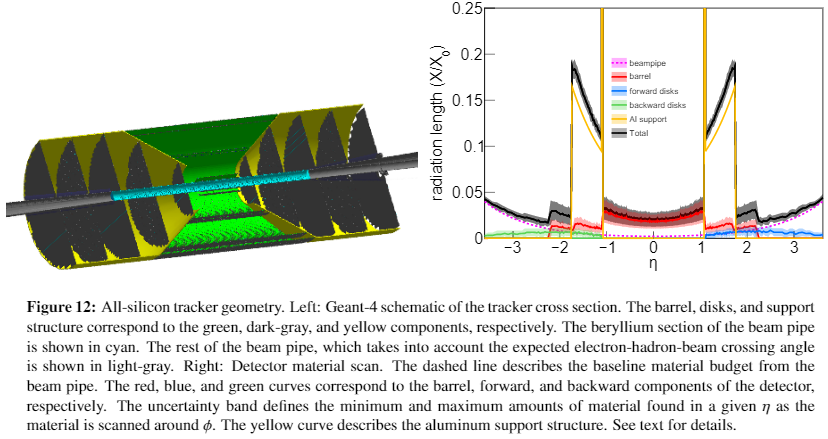 radiation length (X/X0)
0.25
0.2
0.15
0.1
0.05
0
beampipe
barrel
forward disks
backward disks
Al support
Total
−3 −2 −1 0 1 2 3
η
Figure 12: All-silicon tracker geometry. Left: Geant-4 schematic of the tracker cross section. The barrel, disks, and support
structure correspond to the green, dark-gray, and yellow components, respectively. The beryllium section of the beam pipe
is shown in cyan. The rest of the beam pipe, which takes into account the expected electron-hadron-beam crossing angle
is shown in light-gray. Right: Detector material scan. The dashed line describes the baseline material budget from the
beam pipe. The red, blue, and green curves correspond to the barrel, forward, and backward components of the detector,
respectively. The uncertainty band defines the minimum and maximum amounts of material found in a given η as the
material is scanned around ϕ. The yellow curve describes the aluminum support structure. See text for details.